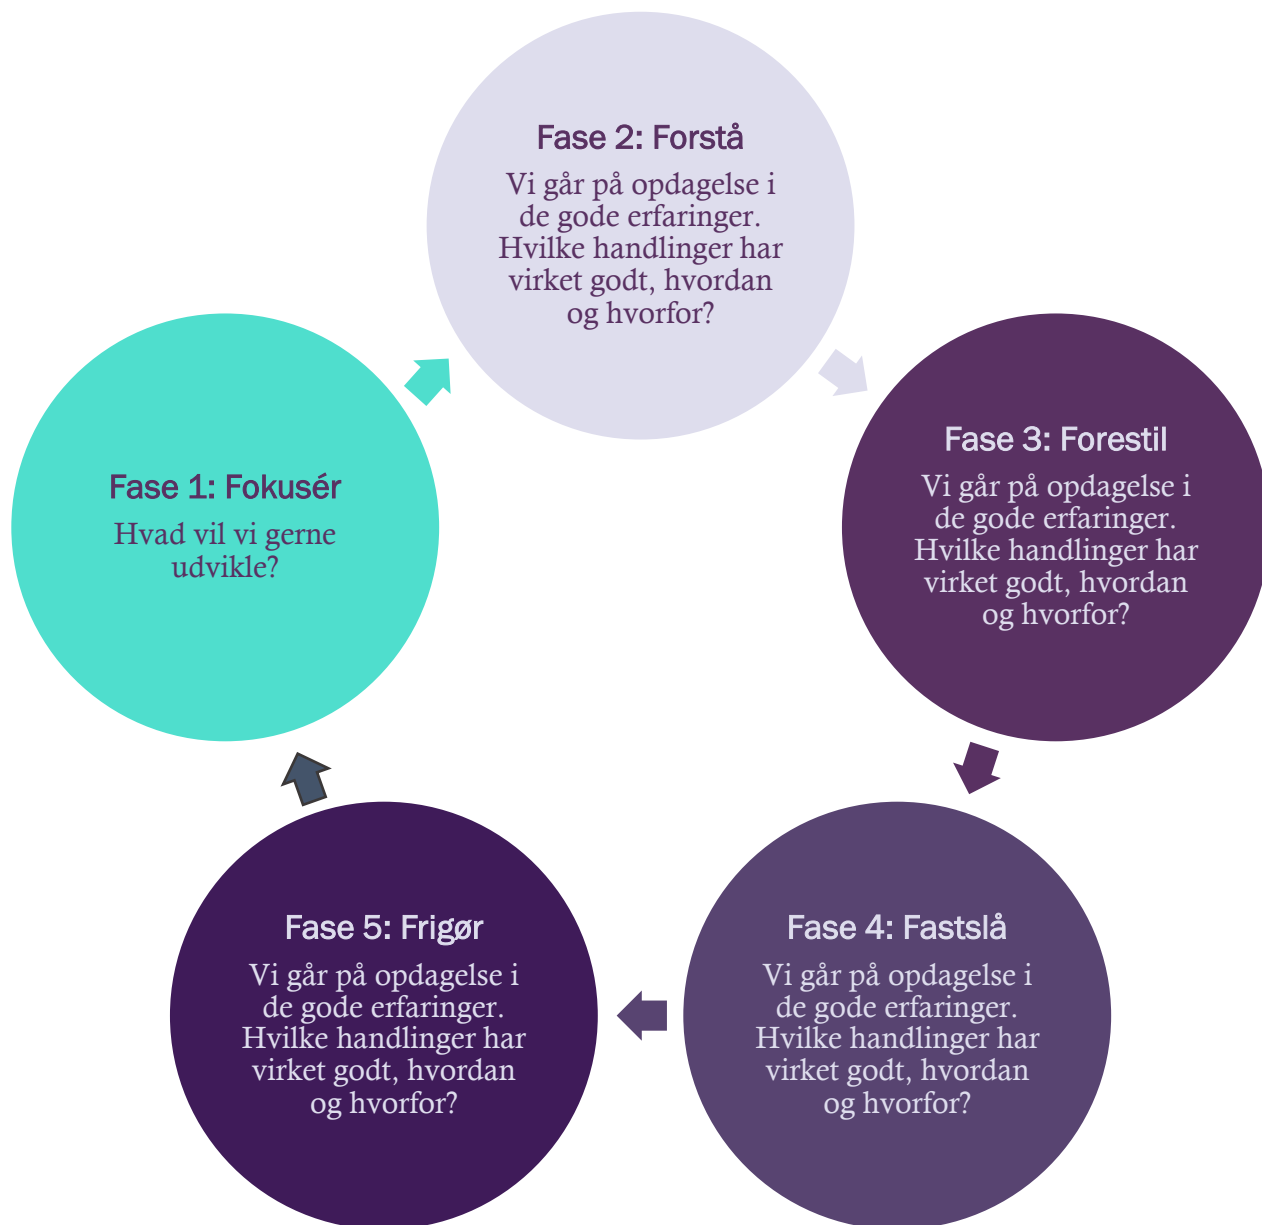 Fase 1: Fokusér
Hvad vil vi gerne
udvikle?
Fase 2: Forstå
Vi går på opdagelse i
de gode erfaringer.
Hvilke handlinger har
virket godt, hvordan
og hvorfor?
Fase 3: Forestil
Vi går på opdagelse i
de gode erfaringer.
Hvilke handlinger har
virket godt, hvordan
og hvorfor?
Fase 4: Fastslå
Vi går på opdagelse i
de gode erfaringer.
Hvilke handlinger har
virket godt, hvordan
og hvorfor?
Fase 5: Frigør
Vi går på opdagelse i
de gode erfaringer.
Hvilke handlinger har
virket godt, hvordan
og hvorfor?